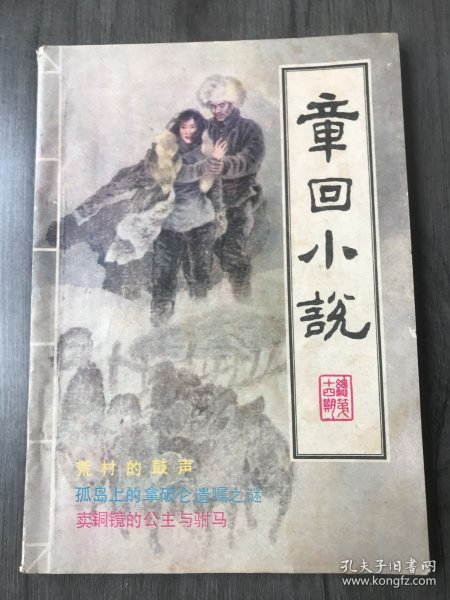 章回小說
總第
十四期
荒村的鼓声
孤岛上的拿破仑遗嘱之谜
卖铜镜的公主与驸马
孔夫子旧书网
www.kongfz.com